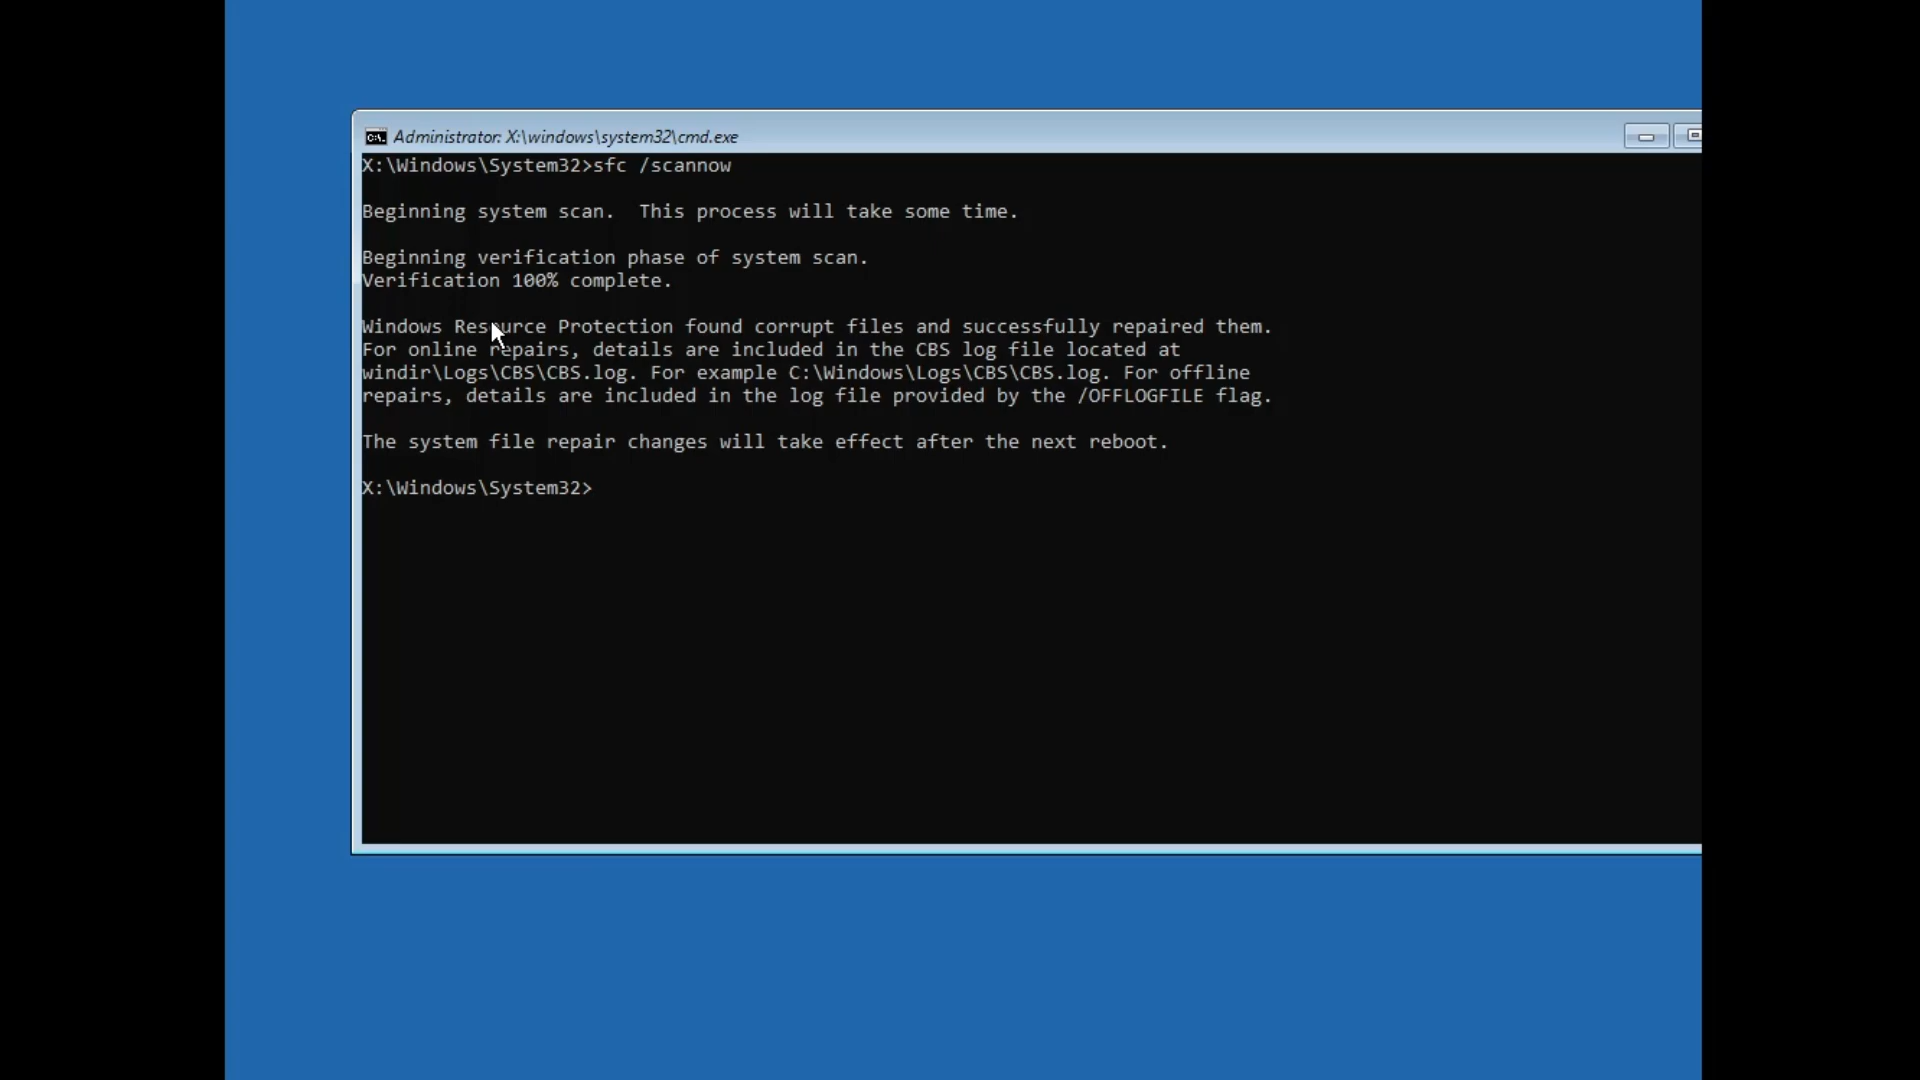 Administrator: X:\windows\system32\cmd.exe
X:\Windows\System32>sfc /scannow
Beginning system scan.  This process will take some time.
Beginning verification phase of system scan.
Verification 100% complete.
Windows Resource Protection found corrupt files and successfully repaired them.
For online repairs, details are included in the CBS log file located at
windir\Logs\CBS\CBS.log. For example C:\Windows\Logs\CBS\CBS.log. For offline
repairs, details are included in the log file provided by the /OFFLOGFILE flag.
The system file repair changes will take effect after the next reboot.
X:\Windows\System32>